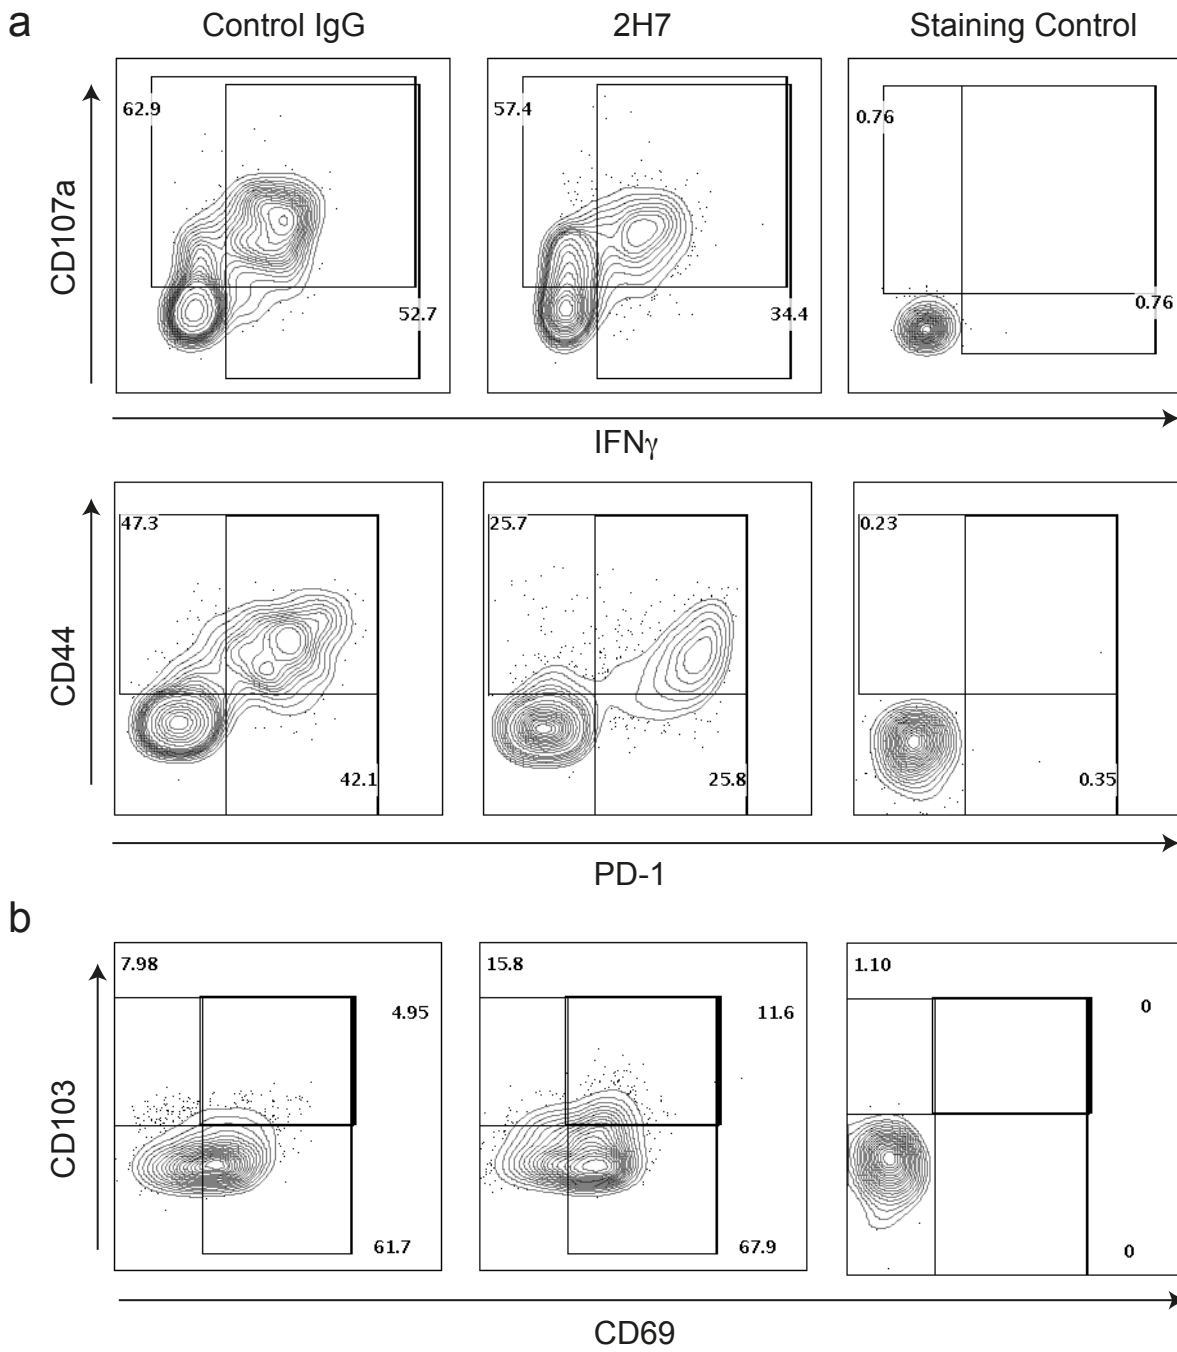 a
Control IgG
2H7
Staining Control
CD107a
62.9
52.7
57.4
34.4
0.76
0.76
IFNγ
CD44
47.3
42.1
25.7
25.8
0.23
0.35
PD-1
b
CD103
7.98
4.95
61.7
15.8
11.6
67.9
1.10
0
0
CD69